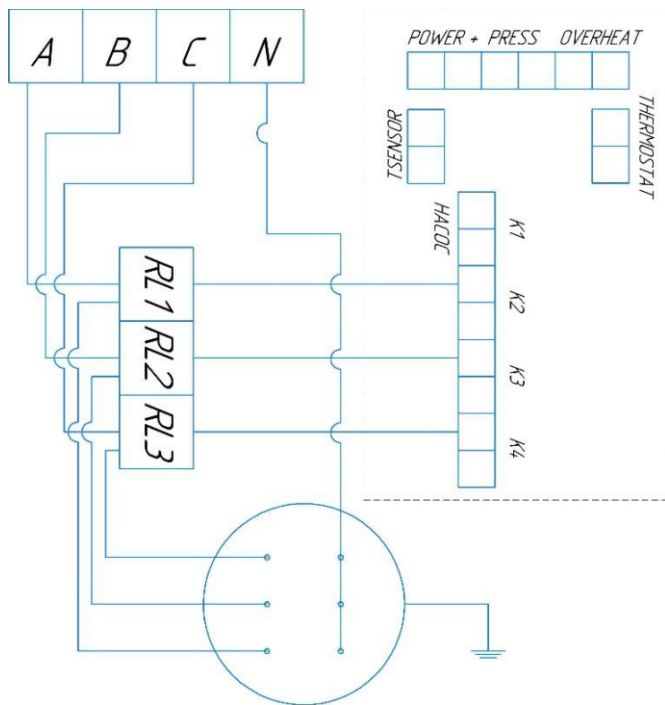 A B C N
POWER + PRESS OVERHEAT
TSENSOR
THERMOSTAT
НАСОС
K1
K2
K3
K4
RL1
RL2
RL3